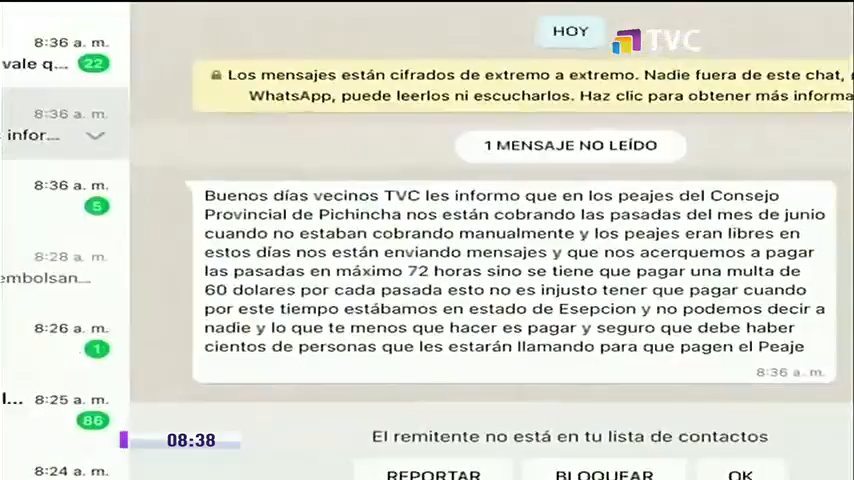 HOY
TVC
8:36 a. m.
vale q... 22
Los mensajes están cifrados de extremo a extremo. Nadie fuera de este chat,
WhatsApp, puede leerlos ni escucharlos. Haz clic para obtener más informa
8:36 a. m.
infor...
1 MENSAJE NO LEÍDO
8:36 a. m.
5
Buenos días vecinos TVC les informo que en los peajes del Consejo
Provincial de Pichincha nos están cobrando las pasadas del mes de junio
cuando no estaban cobrando manualmente y los peajes eran libres en
estos días nos están enviando mensajes y que nos acerquemos a pagar
las pasadas en máximo 72 horas sino se tiene que pagar una multa de
60 dolares por cada pasada esto no es injusto tener que pagar cuando
por este tiempo estábamos en estado de Esepcion y no podemos decir a
nadie y lo que te menos que hacer es pagar y seguro que debe haber
cientos de personas que les estarán llamando para que pagen el Peaje
8:36 a. m.
8:28 a. m.
embolsan...
8:26 a. m.
1
8:25 a. m.
l... 86
08:38
8:24 a. m.
El remitente no está en tu lista de contactos
REPORTAR
BLOQUEAR
OK